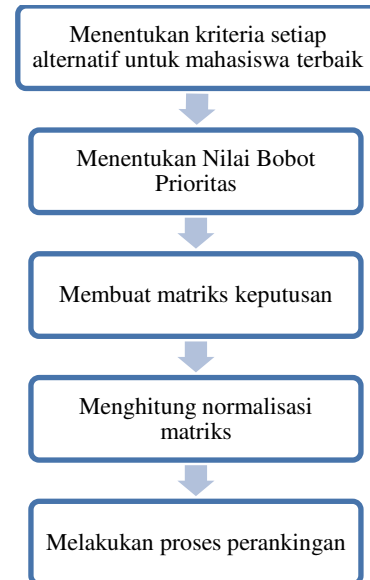 Menentukan kriteria setiap
alternatif untuk mahasiswa terbaik
Menentukan Nilai Bobot
Prioritas
Membuat matriks keputusan
Menghitung normalisasi
matriks
Melakukan proses perankingan